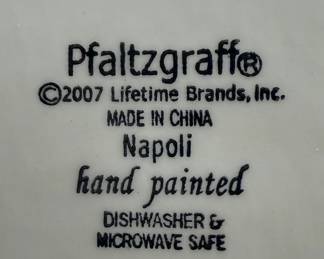 Pfaltzgraff®
©2007 Lifetime Brands, Inc.
MADE IN CHINA
Napoli
hand painted
DISHWASHER &
MICROWAVE SAFE